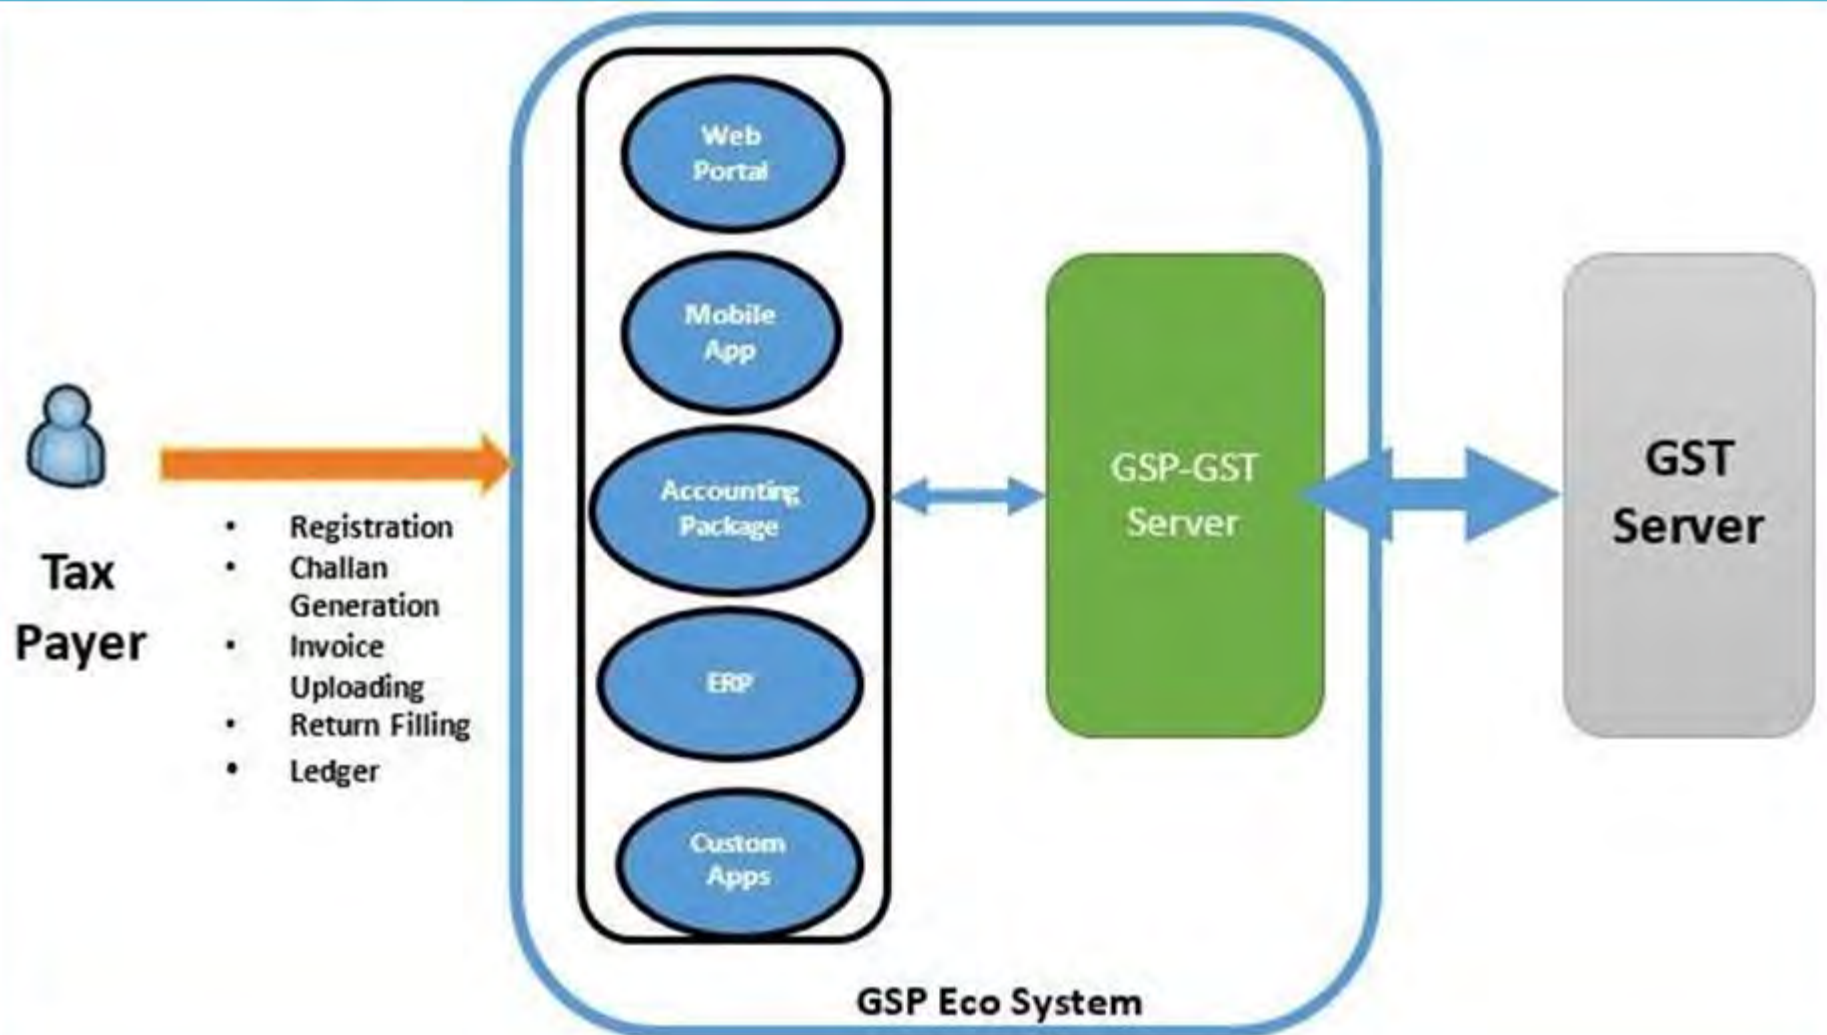 Tax
Payer
• Registration
• Challan
Generation
• Invoice
Uploading
• Return Filling
• Ledger
Web
Portal
Mobile
App
Accounting
Package
ERP
Custom
Apps
GSP-GST
Server
GST
Server
GSP Eco System